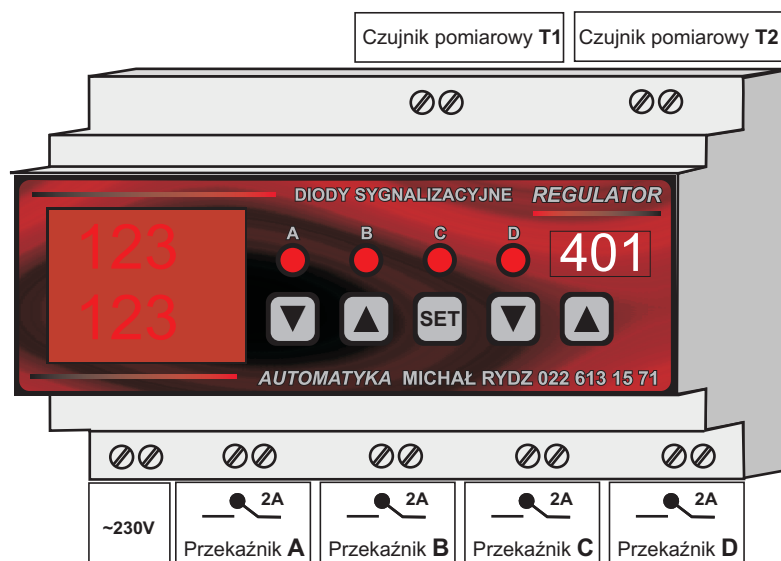 Czujnik pomiarowy T1
Czujnik pomiarowy T2
DIODY SYGNALIZACYJNE
REGULATOR
123
A
B
C
D
401
123
SET
AUTOMATYKA MICHAŁ RYDZ 022 613 15 71
~230V
2A
Przekaźnik A
2A
Przekaźnik B
2A
Przekaźnik C
2A
Przekaźnik D